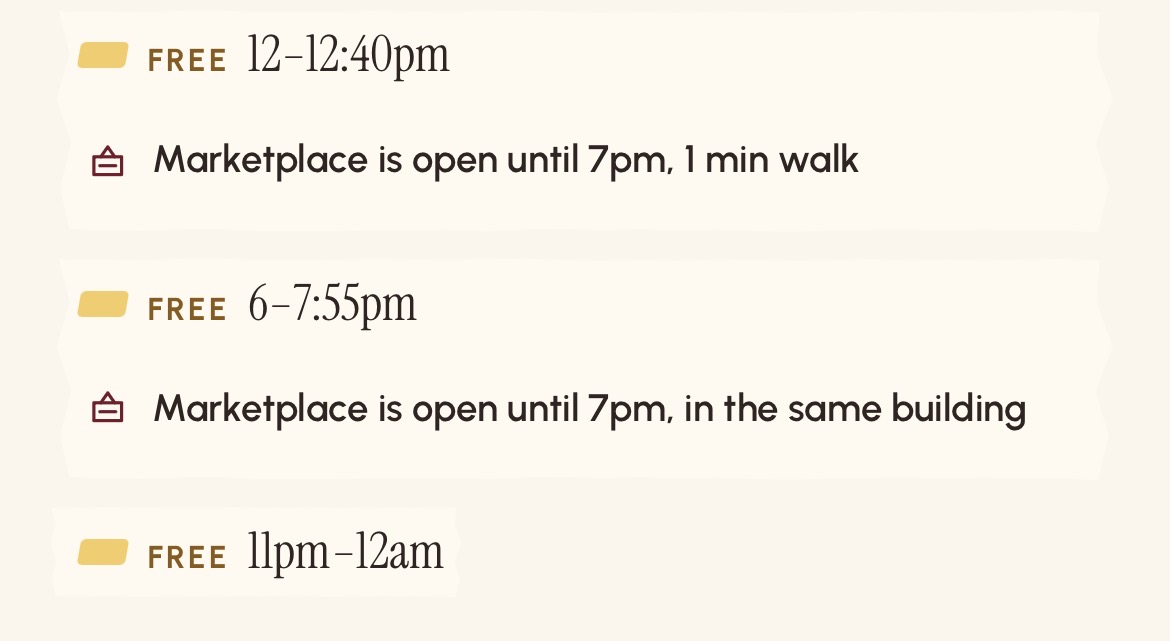 FREE 12–12:40pm
Marketplace is open until 7pm, 1 min walk
FREE 6–7:55pm
Marketplace is open until 7pm, in the same building
FREE 11pm–12am